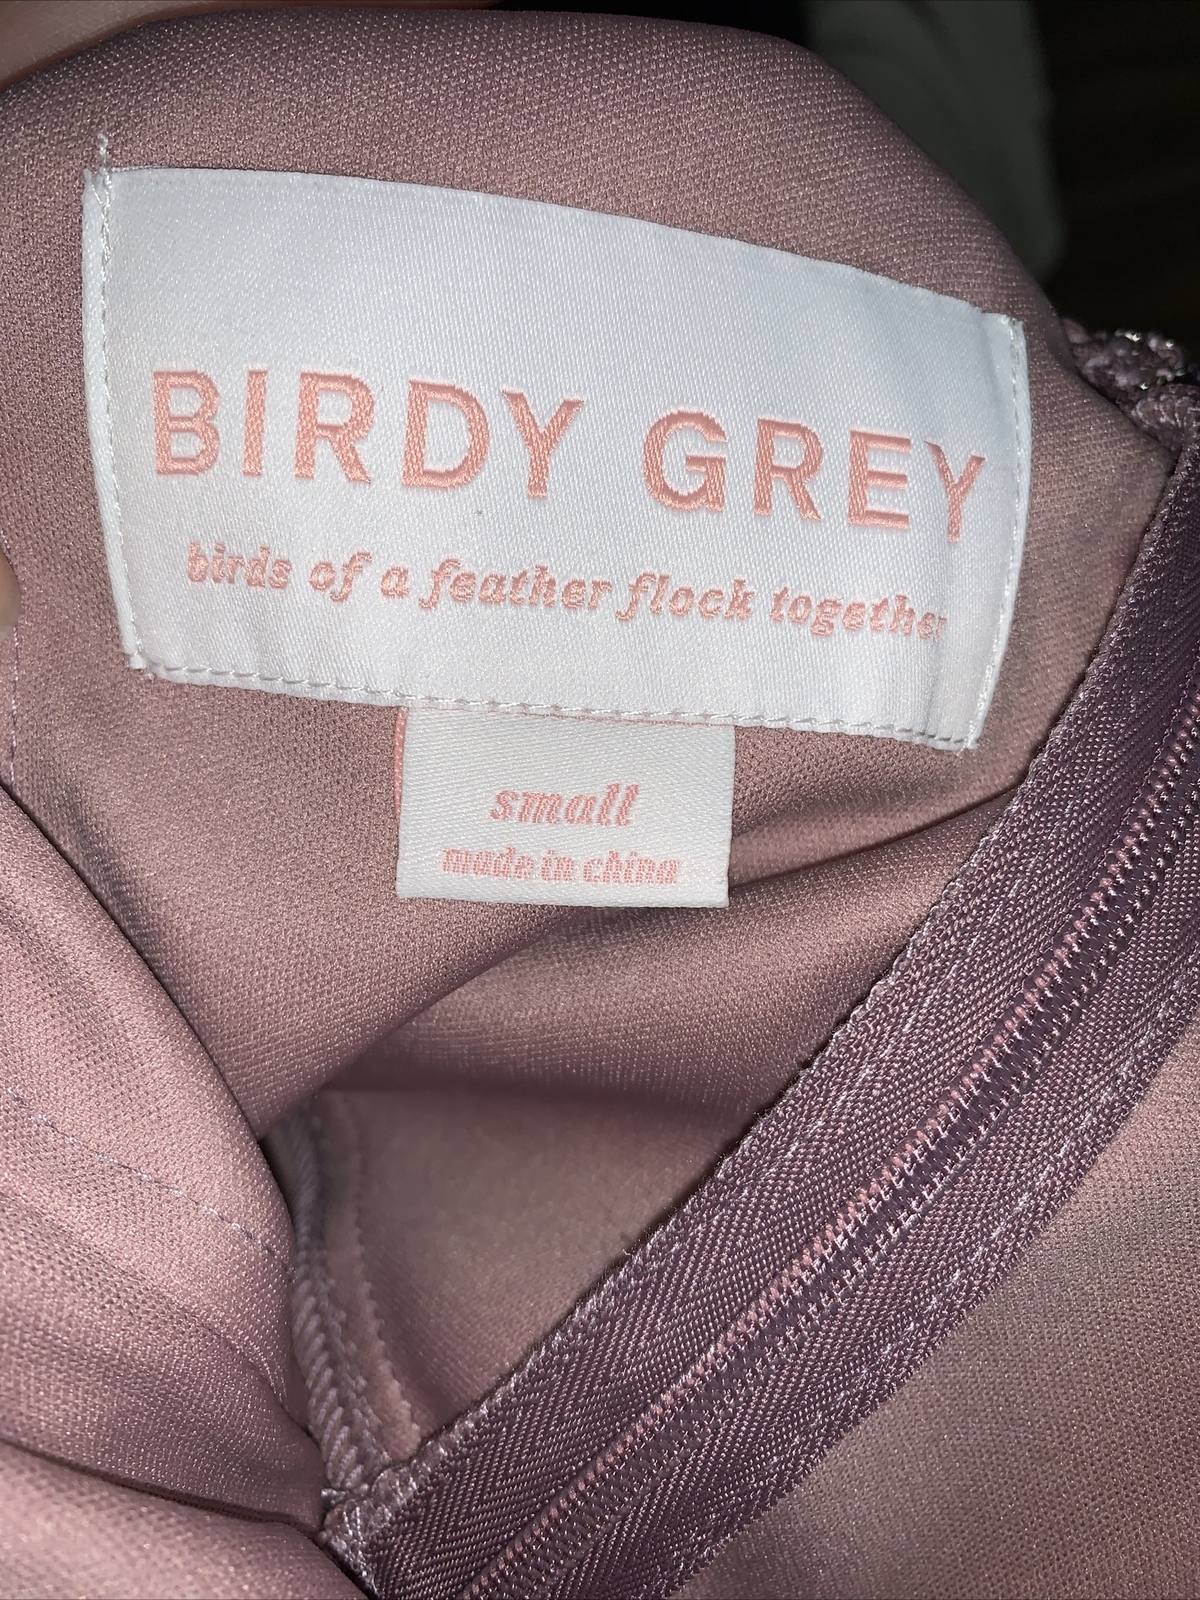 BIRDY GREY
birds of a feather flock together
small
made in china